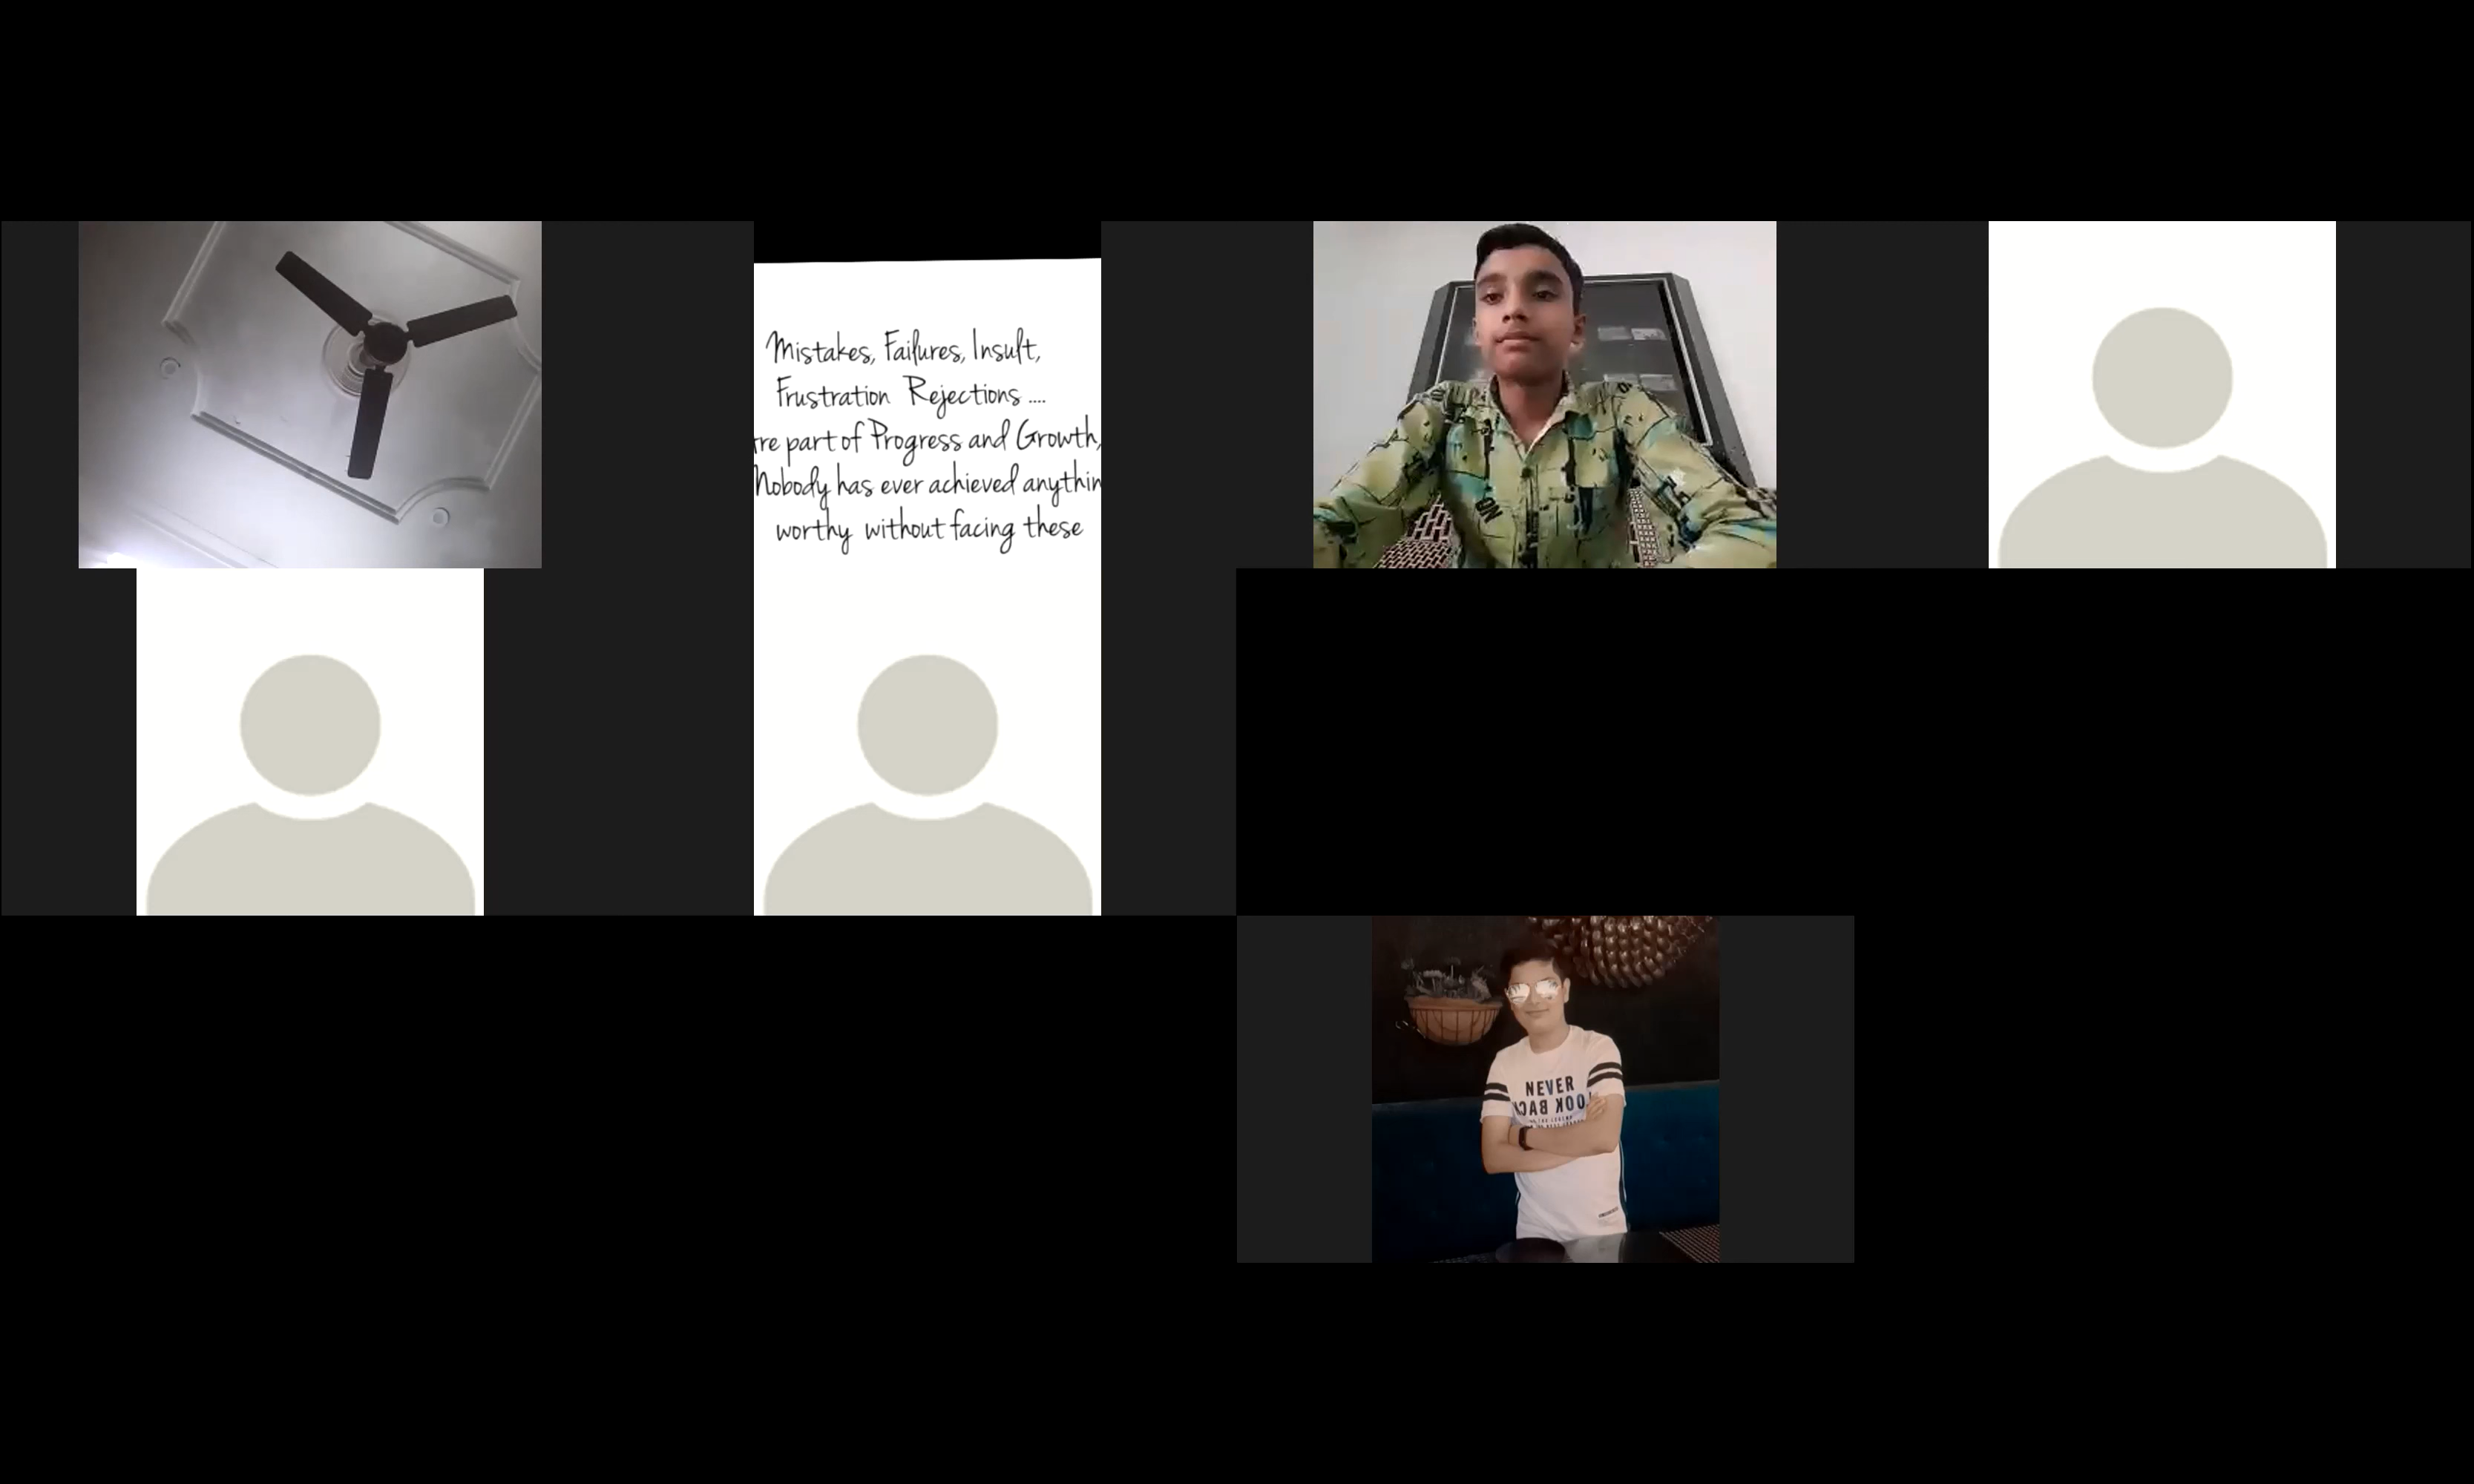 Mistakes, Failures, Insult,
Frustration Rejections ....
re part of Progress and Growth,
Nobody has ever achieved anythin
worthy without facing these
NEVER
OOK BACK